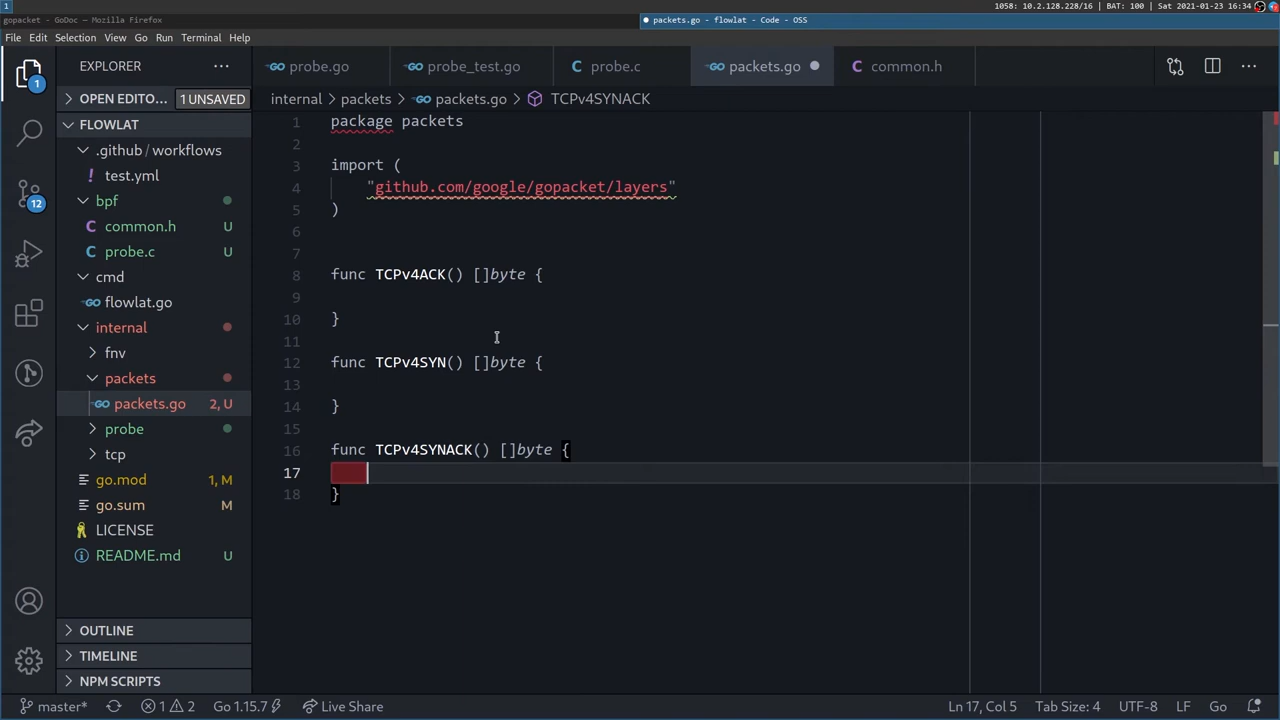 1
1058: 10.2.128.228/16 | BAT: 100 | Sat 2021-01-23 16:34
gopacket - GoDoc — Mozilla Firefox
packets.go - flowlat - Code - OSS
File Edit Selection View Go Run Terminal Help
EXPLORER
probe.go
probe_test.go
C probe.c
packets.go
C common.h
1
OPEN EDITO... 1 UNSAVED
internal > packets > packets.go > TCPv4SYNACK
FLOWLAT
.github / workflows
! test.yml
bpf
C common.h U
C probe.c U
cmd
flowlat.go
internal
fnv
packets
packets.go 2, U
probe
tcp
go.mod 1, M
go.sum M
LICENSE
README.md U
12
OUTLINE
TIMELINE
NPM SCRIPTS
1 package packets
2
3 import (
4 "github.com/google/gopacket/layers"
5 )
6
7
8 func TCPv4ACK() []byte {
9
10 }
11
12 func TCPv4SYN() []byte {
13
14 }
15
16 func TCPv4SYNACK() []byte {
17
18 }
master* 1 2 Go 1.15.7 Live Share Ln 17, Col 5 Tab Size: 4 UTF-8 LF Go